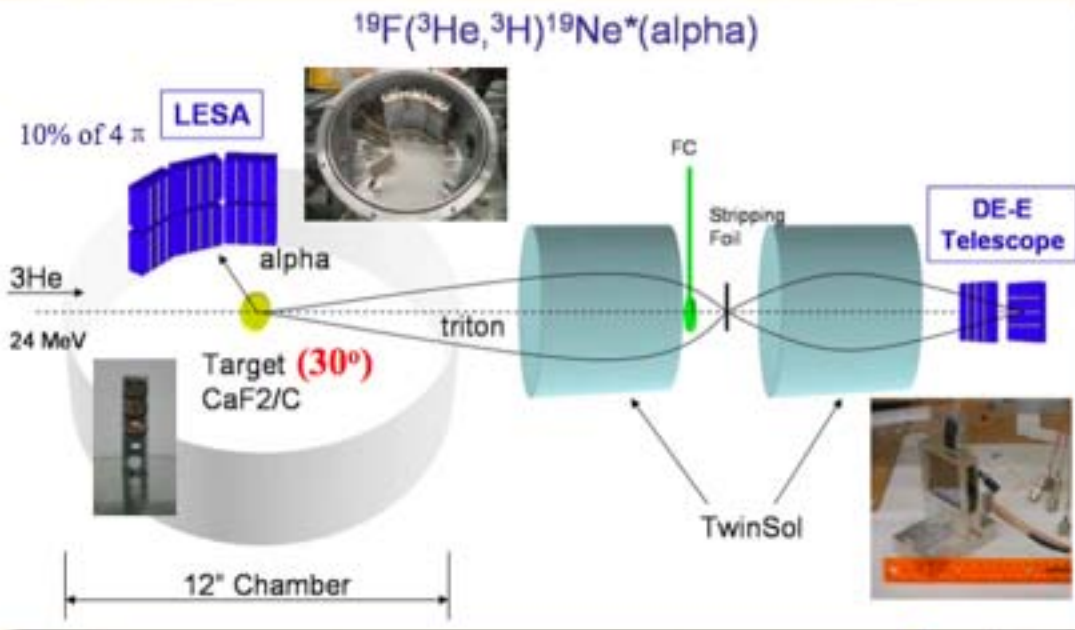 ¹⁹F(³He,³H)¹⁹Ne*(alpha)
LESA
10% of 4 π
FC
Stripping
Foil
DE-E
Telescope
alpha
3He
triton
24 MeV
Target (30°)
CaF2/C
TwinSol
12" Chamber